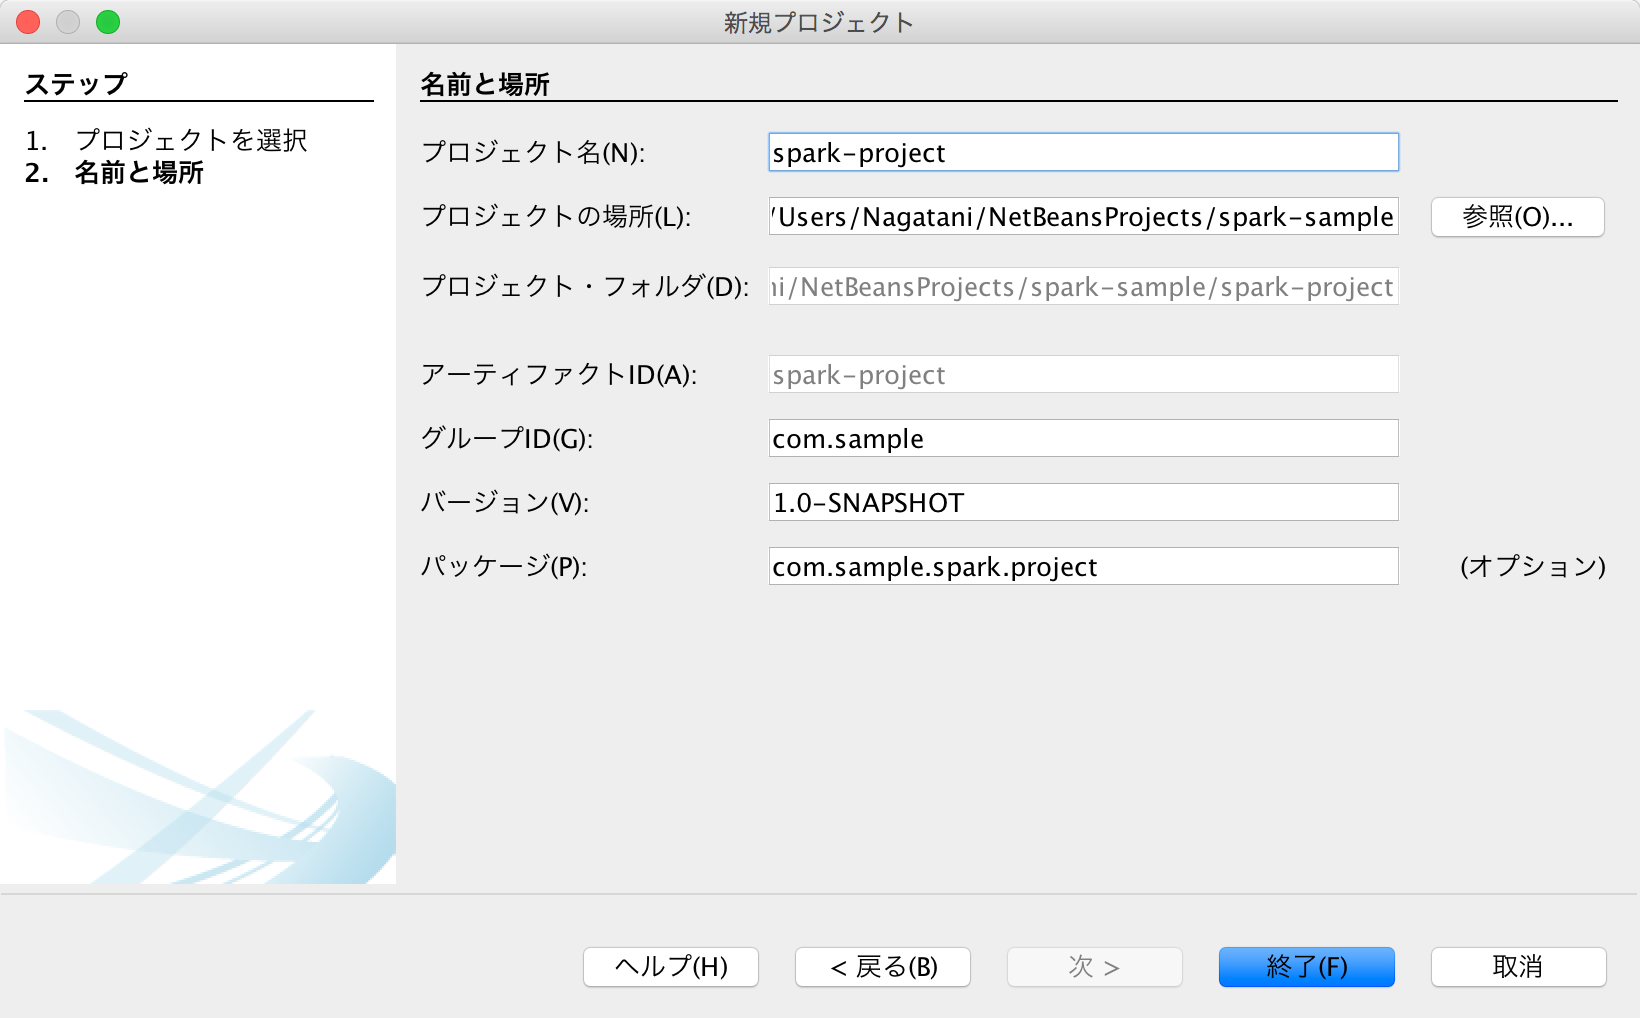 新規プロジェクト
ステップ
1. プロジェクトを選択
2. 名前と場所
名前と場所
プロジェクト名(N): spark-project
プロジェクトの場所(L): /Users/Nagatani/NetBeansProjects/spark-sample 参照(O)...
プロジェクト・フォルダ(D): ni/NetBeansProjects/spark-sample/spark-project
アーティファクトID(A): spark-project
グループID(G): com.sample
バージョン(V): 1.0-SNAPSHOT
パッケージ(P): com.sample.spark.project (オプション)
ヘルプ(H) < 戻る(B) 次 > 終了(F) 取消